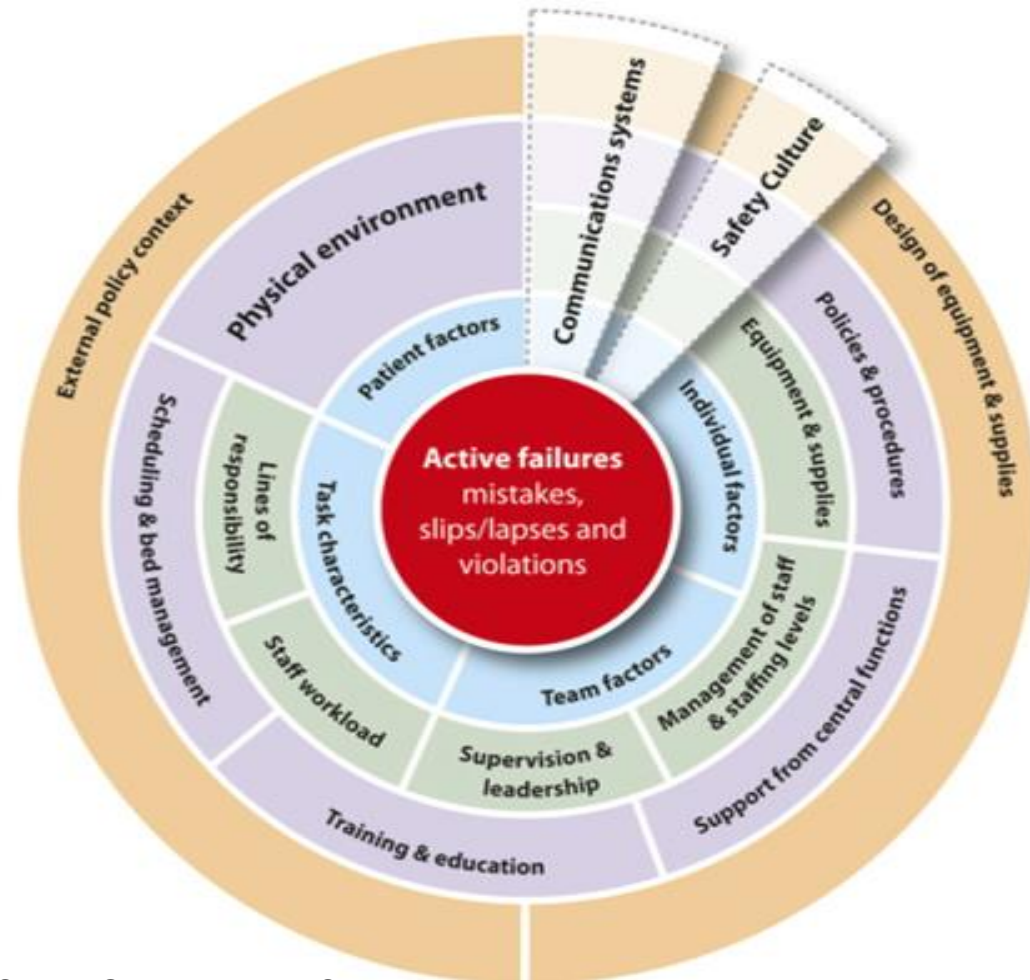 Communications systems
Safety Culture
Design of equipment & supplies
External policy context
Physical environment
Policies & procedures
Support from central functions
Training & education
Scheduling & bed management
Equipment & supplies
Management of staff
& staffing levels
Supervision &
leadership
Staff workload
Lines of
responsibility
Patient factors
Individual factors
Team factors
Task characteristics
Active failures
mistakes,
slips/lapses and
violations